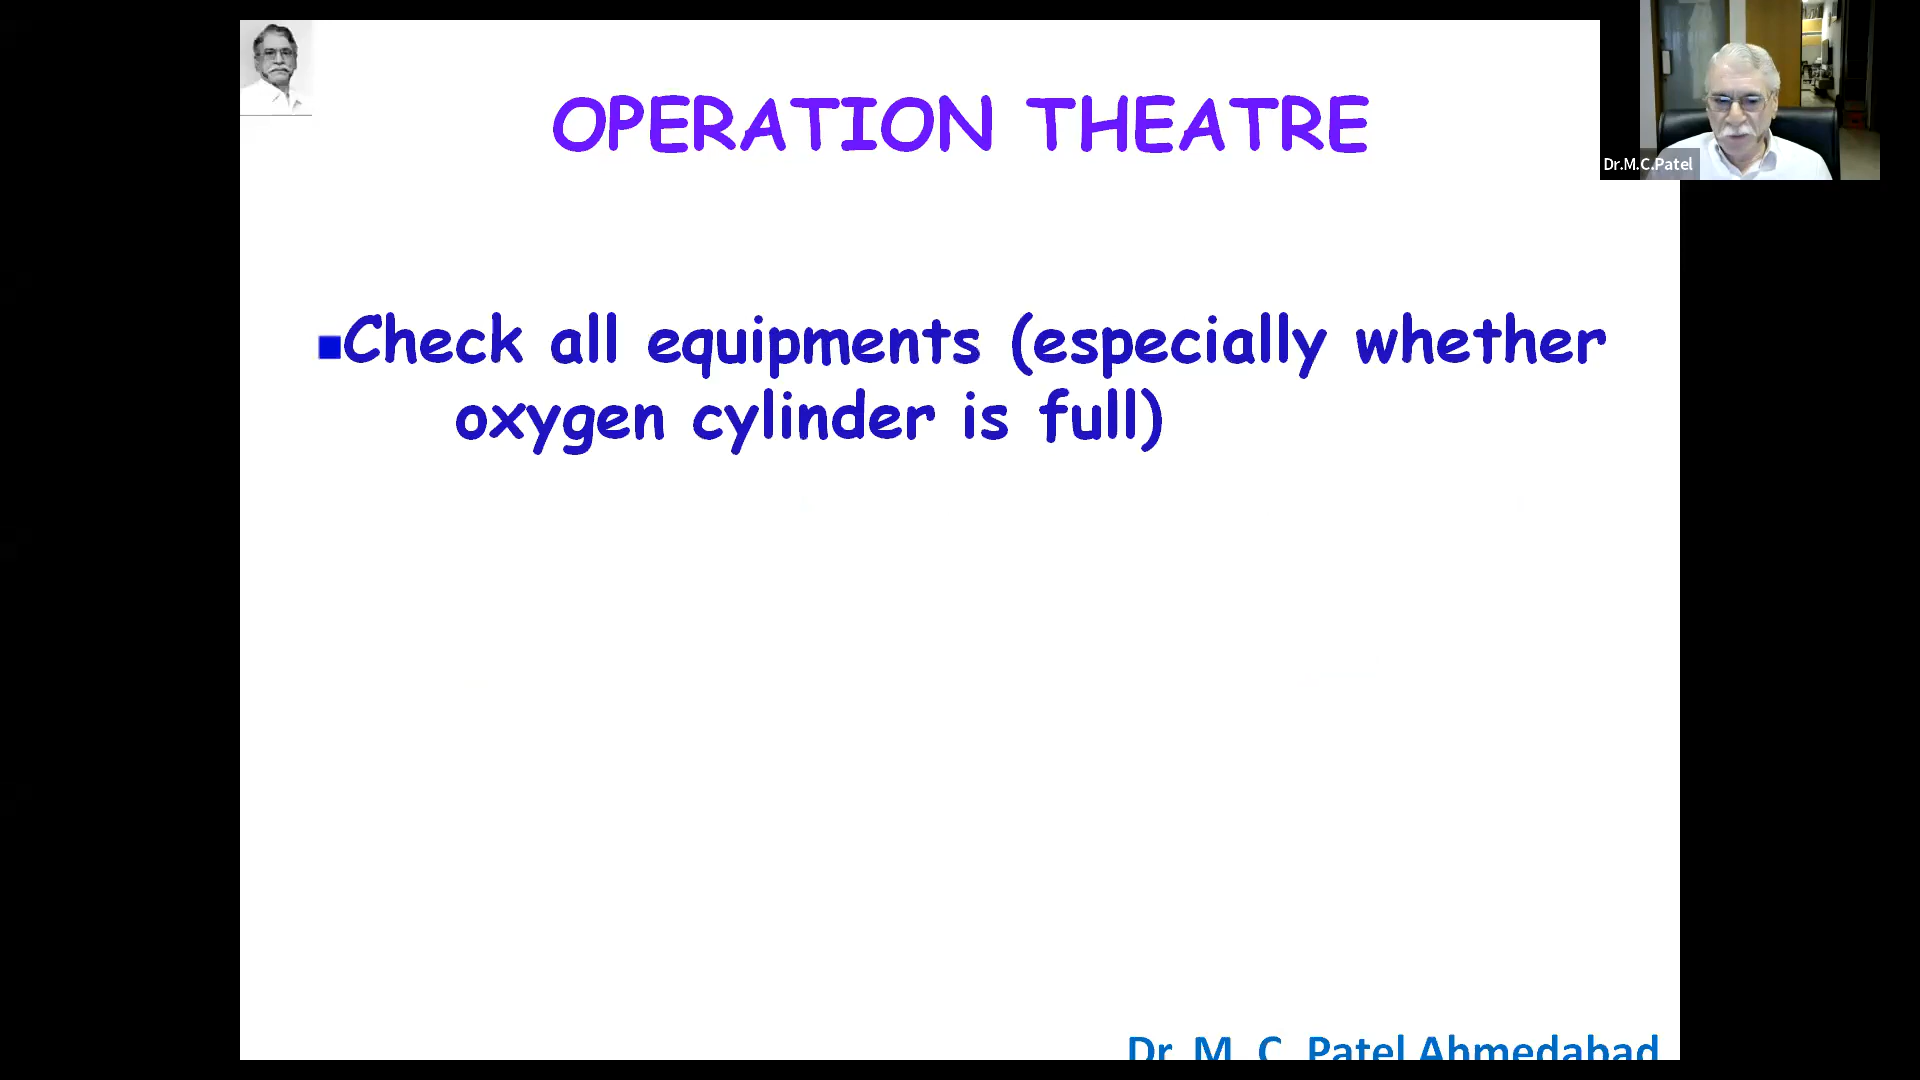 OPERATION THEATRE
Dr.M.C.Patel
Check all equipments (especially whether
oxygen cylinder is full)
Dr. M. C. Patel Ahmedabad